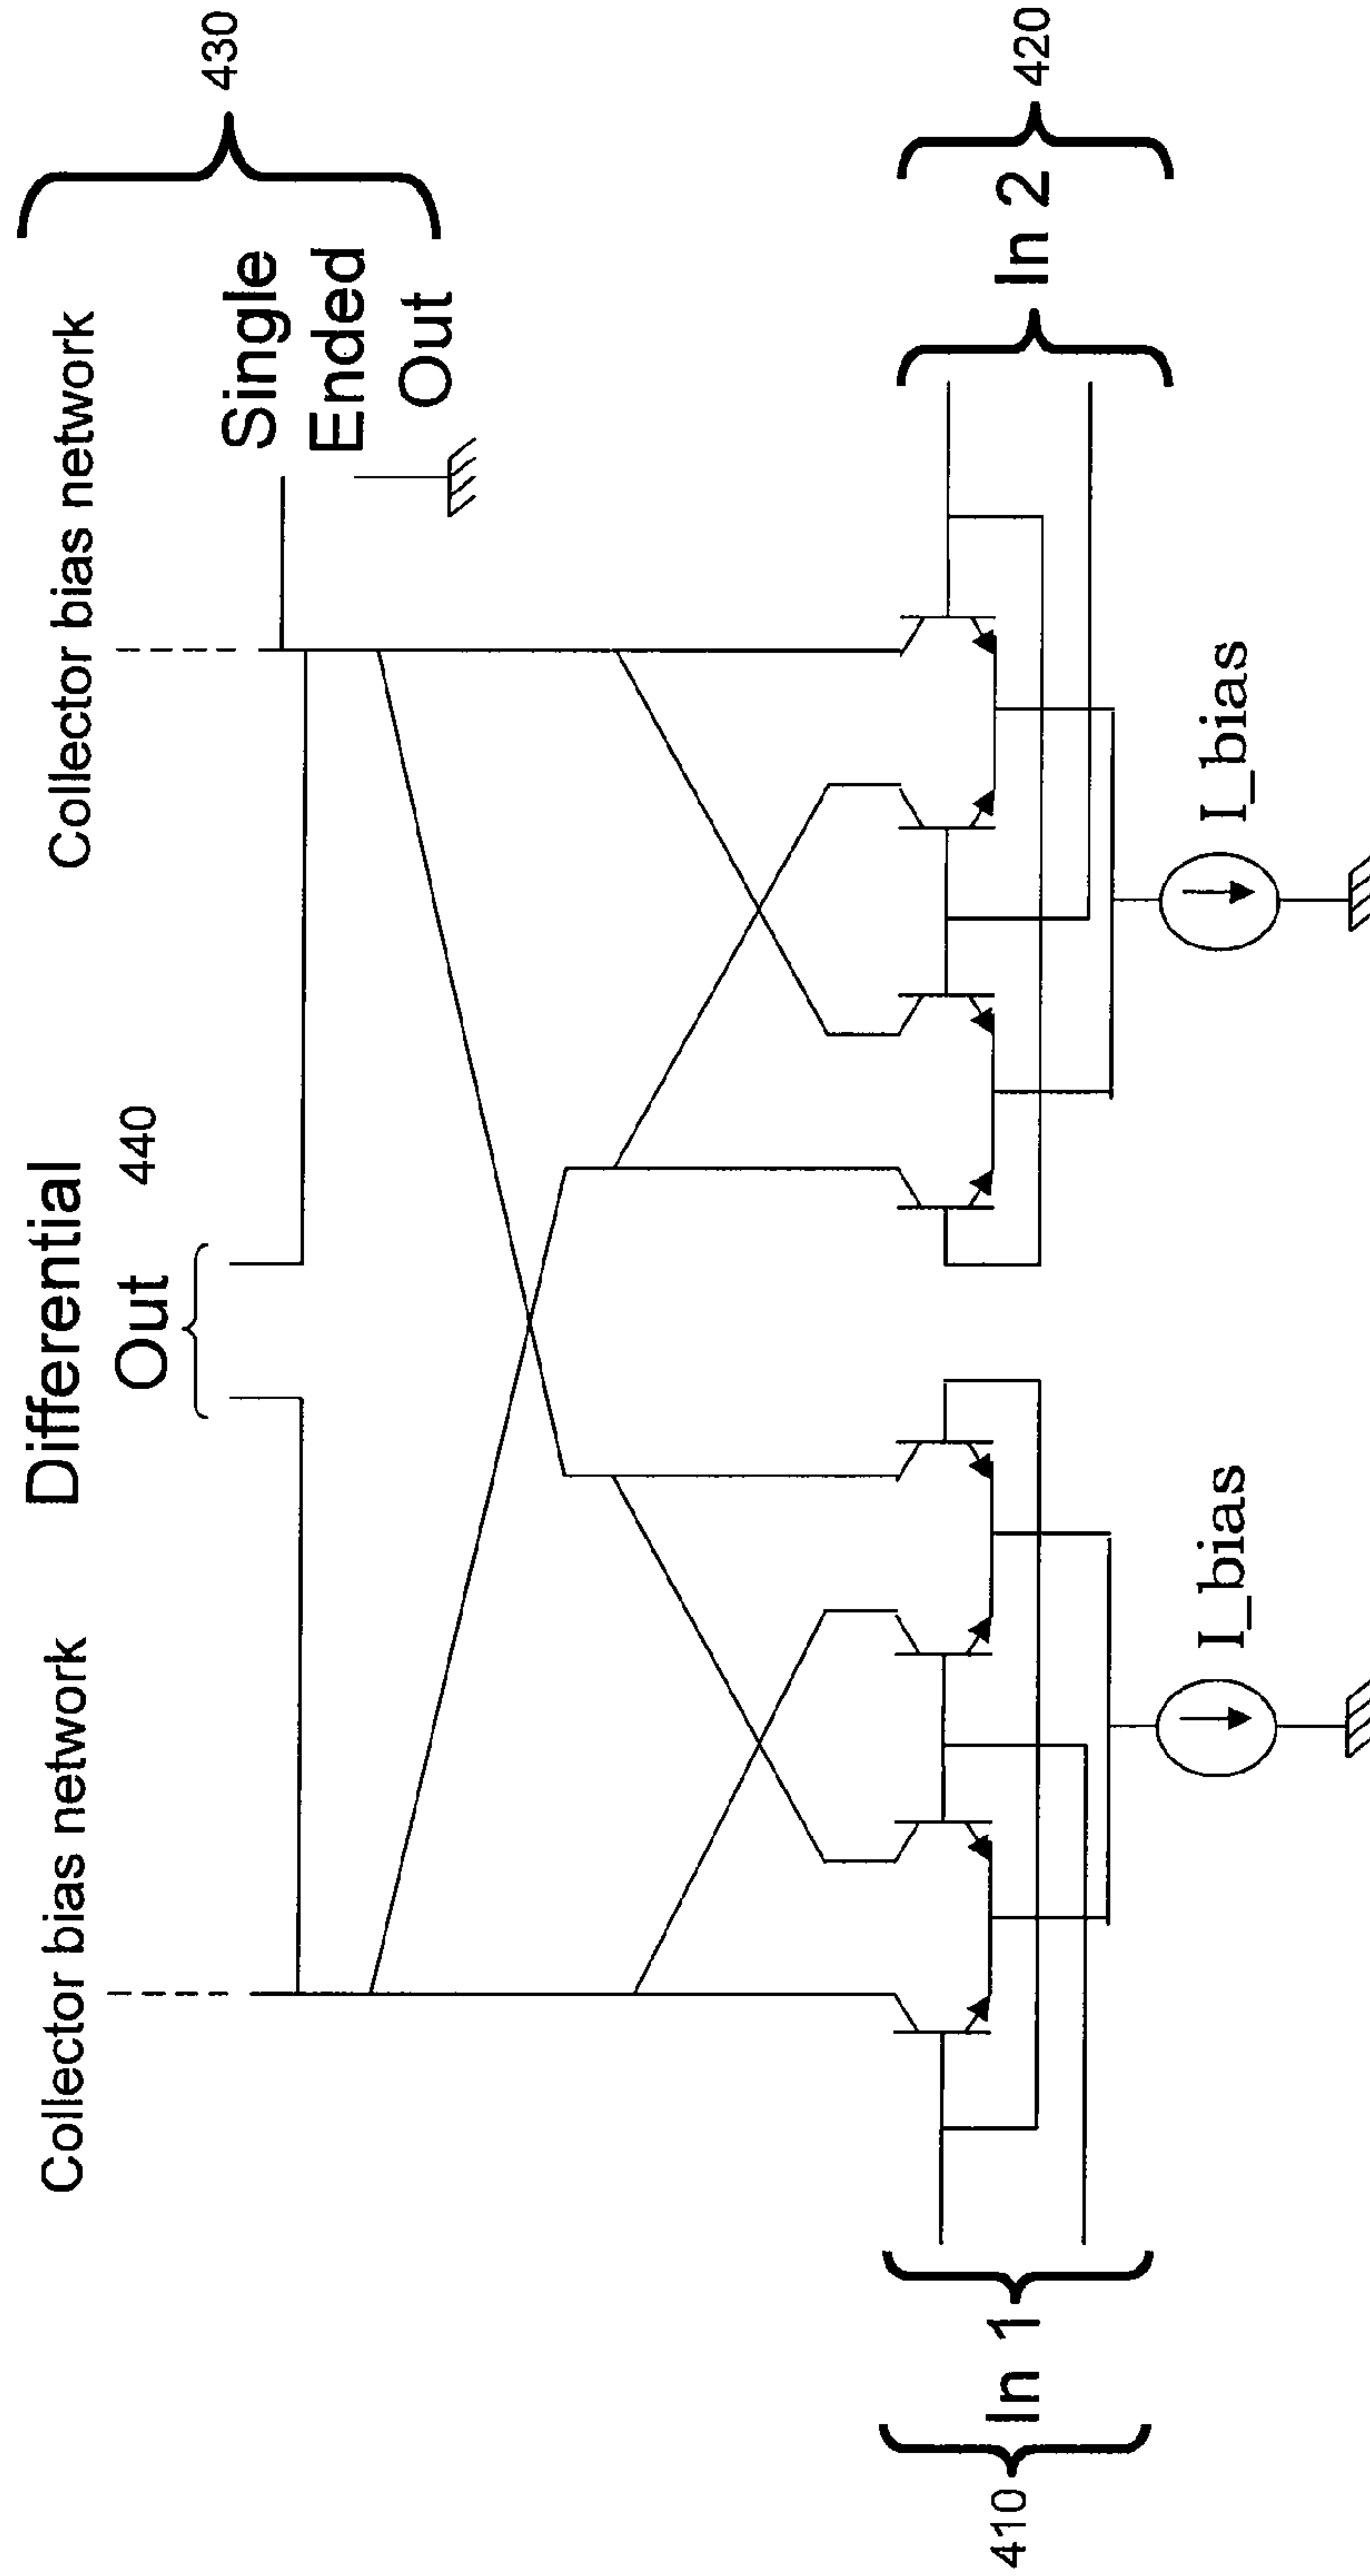 Collector bias network
Differential
Out
440
Collector bias network
Single
Ended
Out
430
410
In 1
In 2
420
I_bias
I_bias